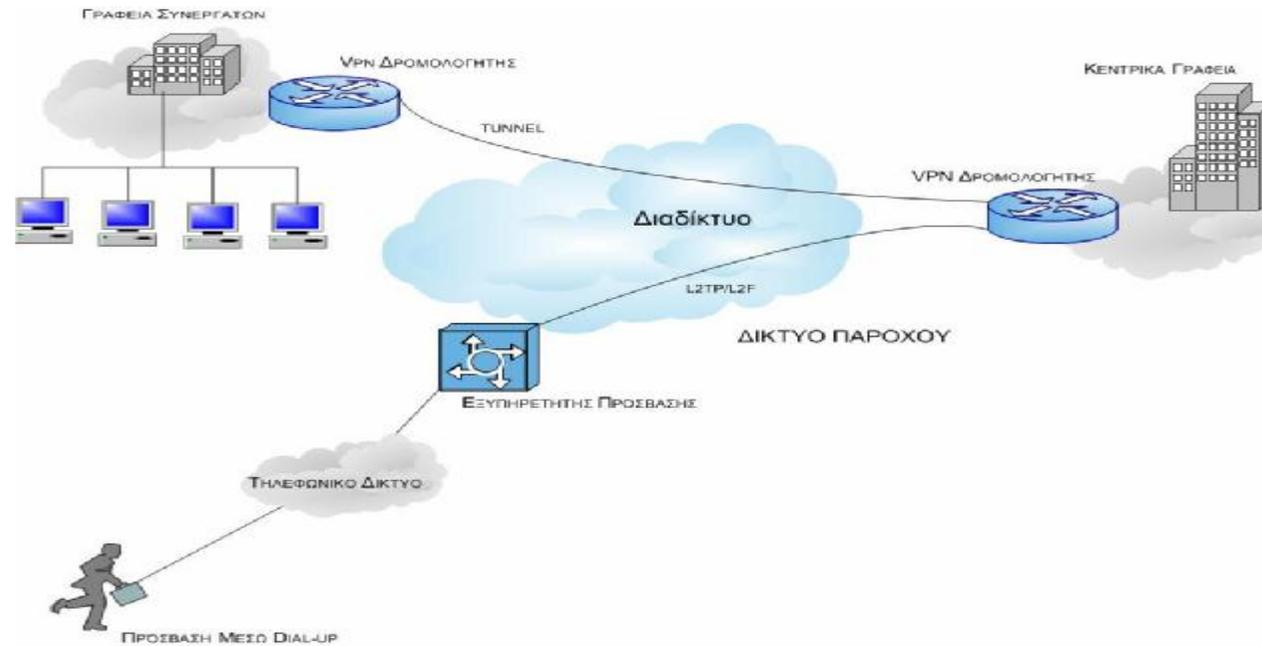 ΓΡΑΦΕΙΑ ΣΥΝΕΡΓΑΤΩΝ
VPN ΔΡΟΜΟΛΟΓΗΤΗΣ
ΚΕΝΤΡΙΚΑ ΓΡΑΦΕΙΑ
TUNNEL
VPN ΔΡΟΜΟΛΟΓΗΤΗΣ
Διαδίκτυο
L2TP/L2F
ΔΙΚΤΥΟ ΠΑΡΟΧΟΥ
ΕΞΥΠΗΡΕΤΗΤΗΣ ΠΡΟΣΒΑΣΗΣ
ΤΗΛΕΦΩΝΙΚΟ ΔΙΚΤΥΟ
ΠΡΟΣΒΑΣΗ ΜΕΣΩ DIAL-UP